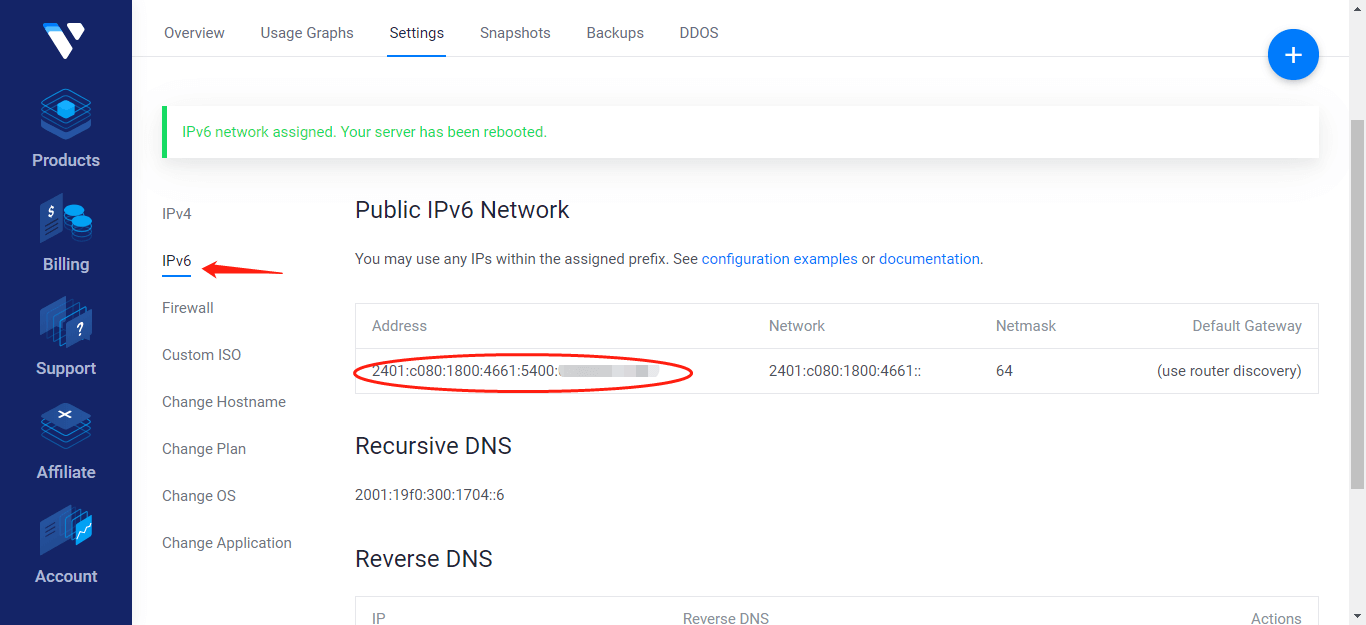 Overview Usage Graphs Settings Snapshots Backups DDOS
+
IPv6 network assigned. Your server has been rebooted.
Products
$
Billing
?
Support
Affiliate
Account
IPv4
IPv6
Firewall
Custom ISO
Change Hostname
Change Plan
Change OS
Change Application
Public IPv6 Network
You may use any IPs within the assigned prefix. See configuration examples or documentation.
Address Network Netmask Default Gateway
2401:c080:1800:4661:5400: 2401:c080:1800:4661:: 64 (use router discovery)
Recursive DNS
2001:19f0:300:1704::6
Reverse DNS
IP Reverse DNS Actions